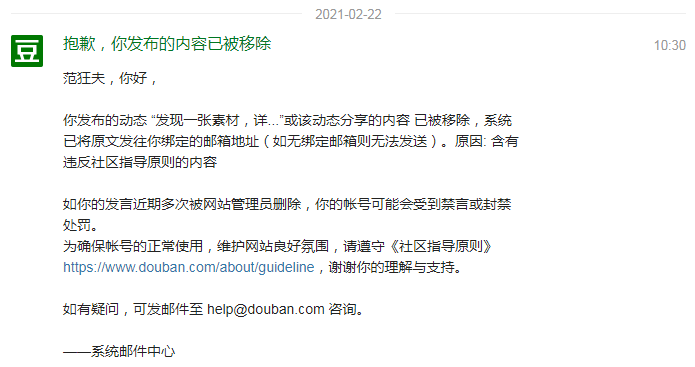 2021-02-22
豆
抱歉，你发布的内容已被移除
10:30
范狂夫，你好，
你发布的动态 “发现一张素材，详...”或该动态分享的内容 已被移除，系统
已将原文发往你绑定的邮箱地址（如无绑定邮箱则无法发送）。原因: 含有
违反社区指导原则的内容
如你的发言近期多次被网站管理员删除，你的帐号可能会受到禁言或封禁
处罚。
为确保帐号的正常使用，维护网站良好氛围，请遵守《社区指导原则》
https://www.douban.com/about/guideline，谢谢你的理解与支持。
如有疑问，可发邮件至 help@douban.com 咨询。
——系统邮件中心